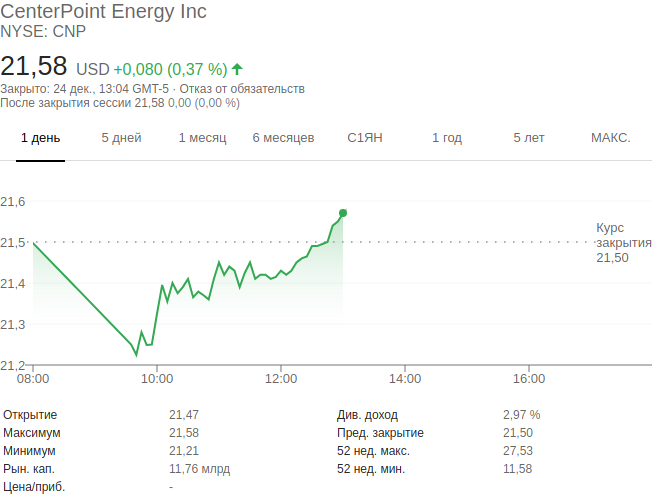 CenterPoint Energy Inc
NYSE: CNP
21,58 USD +0,080 (0,37 %)
Закрыто: 24 дек., 13:04 GMT-5 · Отказ от обязательств
После закрытия сессии 21,58 0,00 (0,00 %)
1 день 5 дней 1 месяц 6 месяцев С1ЯН 1 год 5 лет МАКС.
21,6
21,5
21,4
21,3
21,2
Курс
закрытия
21,50
08:00 10:00 12:00 14:00 16:00
Открытие 21,47 Див. доход 2,97 %
Максимум 21,58 Пред. закрытие 21,50
Минимум 21,21 52 нед. макс. 27,53
Рын. кап. 11,76 млрд 52 нед. мин. 11,58
Цена/приб. -